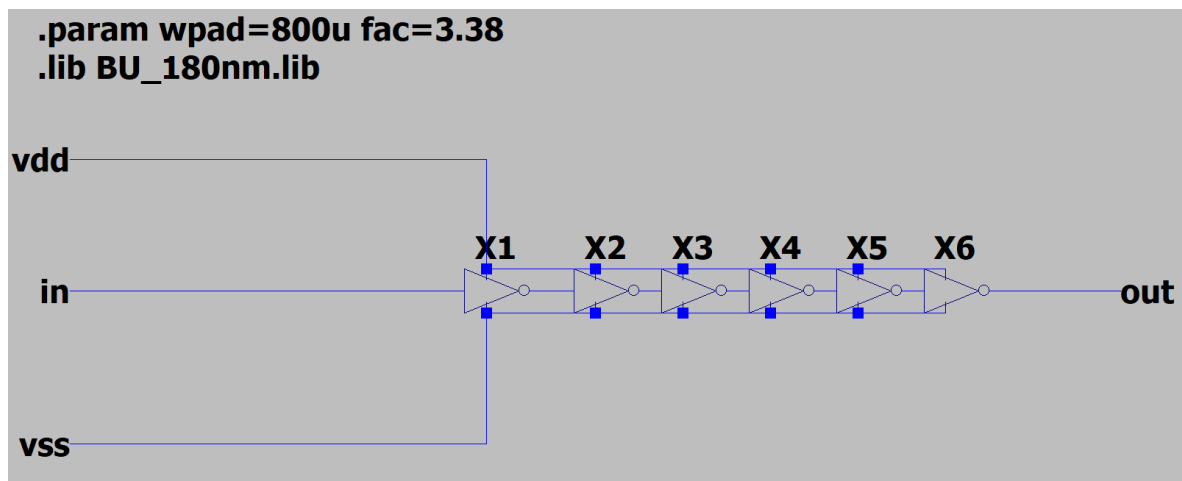 .param wpad=800u fac=3.38
.lib BU_180nm.lib
vdd
X1 X2 X3 X4 X5 X6
in out
vss